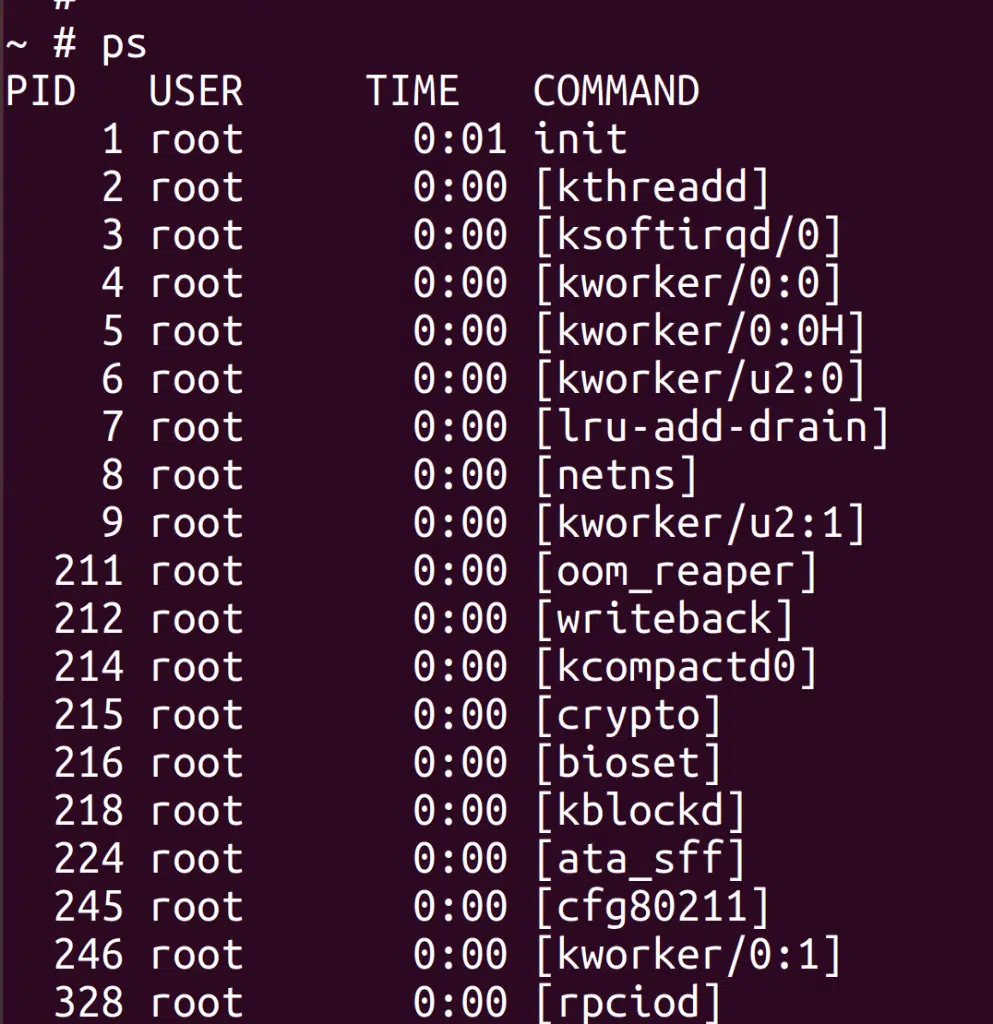 #
~ # ps
PID   USER     TIME   COMMAND
    1 root       0:01 init
    2 root       0:00 [kthreadd]
    3 root       0:00 [ksoftirqd/0]
    4 root       0:00 [kworker/0:0]
    5 root       0:00 [kworker/0:0H]
    6 root       0:00 [kworker/u2:0]
    7 root       0:00 [lru-add-drain]
    8 root       0:00 [netns]
    9 root       0:00 [kworker/u2:1]
  211 root       0:00 [oom_reaper]
  212 root       0:00 [writeback]
  214 root       0:00 [kcompactd0]
  215 root       0:00 [crypto]
  216 root       0:00 [bioset]
  218 root       0:00 [kblockd]
  224 root       0:00 [ata_sff]
  245 root       0:00 [cfg80211]
  246 root       0:00 [kworker/0:1]
  328 root       0:00 [rpciod]